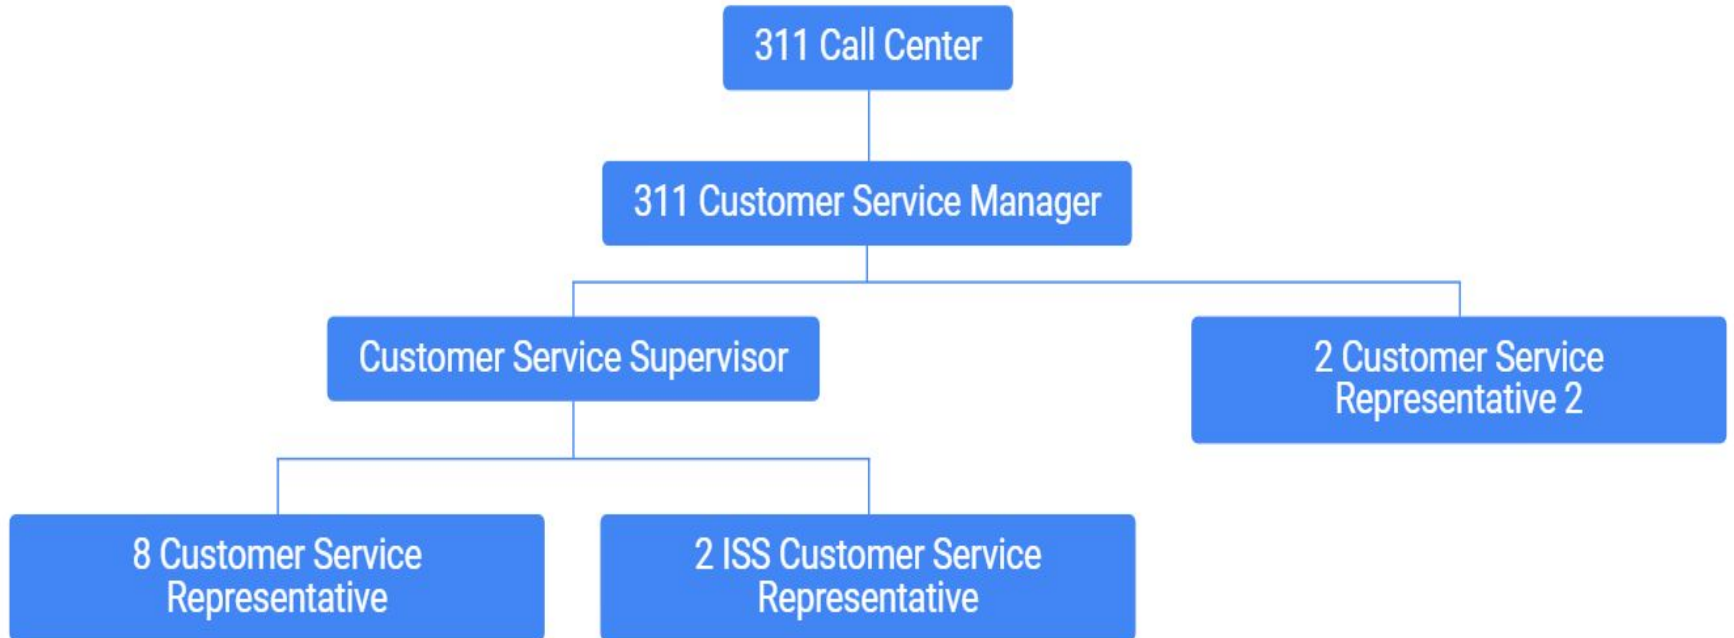 311 Call Center
311 Customer Service Manager
Customer Service Supervisor
2 Customer Service
Representative 2
8 Customer Service
Representative
2 ISS Customer Service
Representative